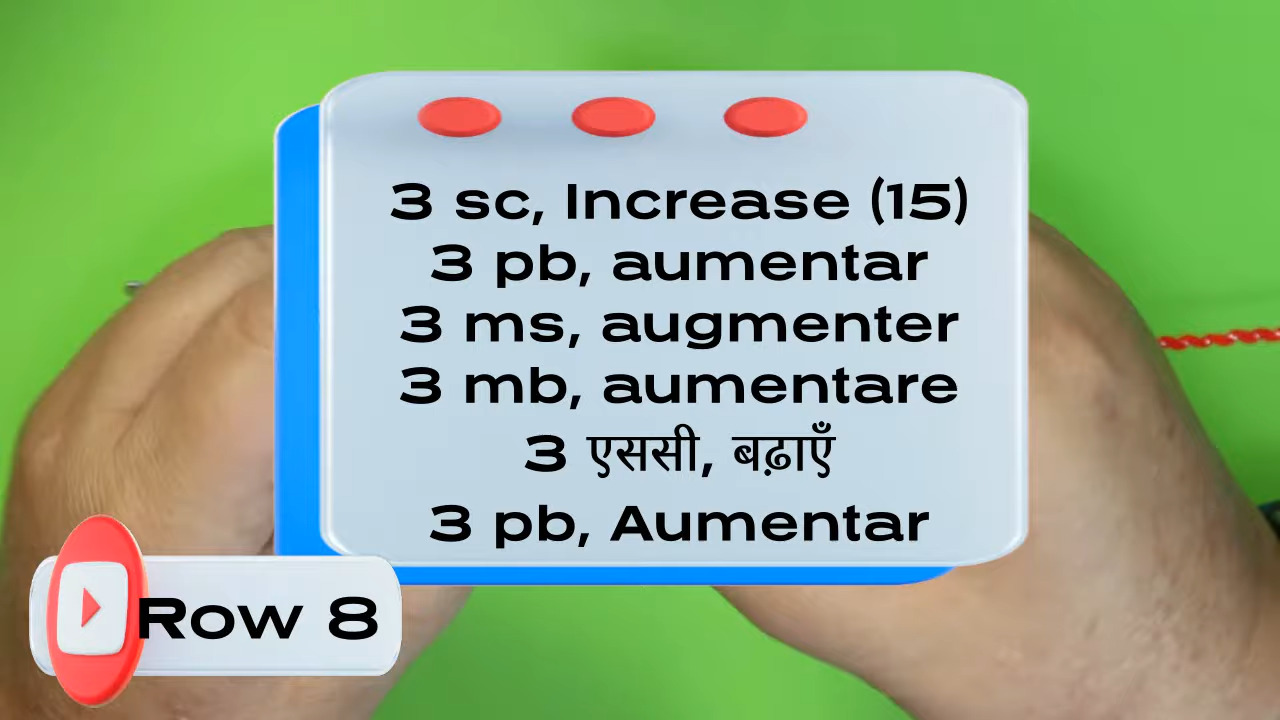 3 sc, Increase (15)
3 pb, aumentar
3 ms, augmenter
3 mb, aumentare
3 एससी, बढ़ाएँ
3 pb, Aumentar
Row 8